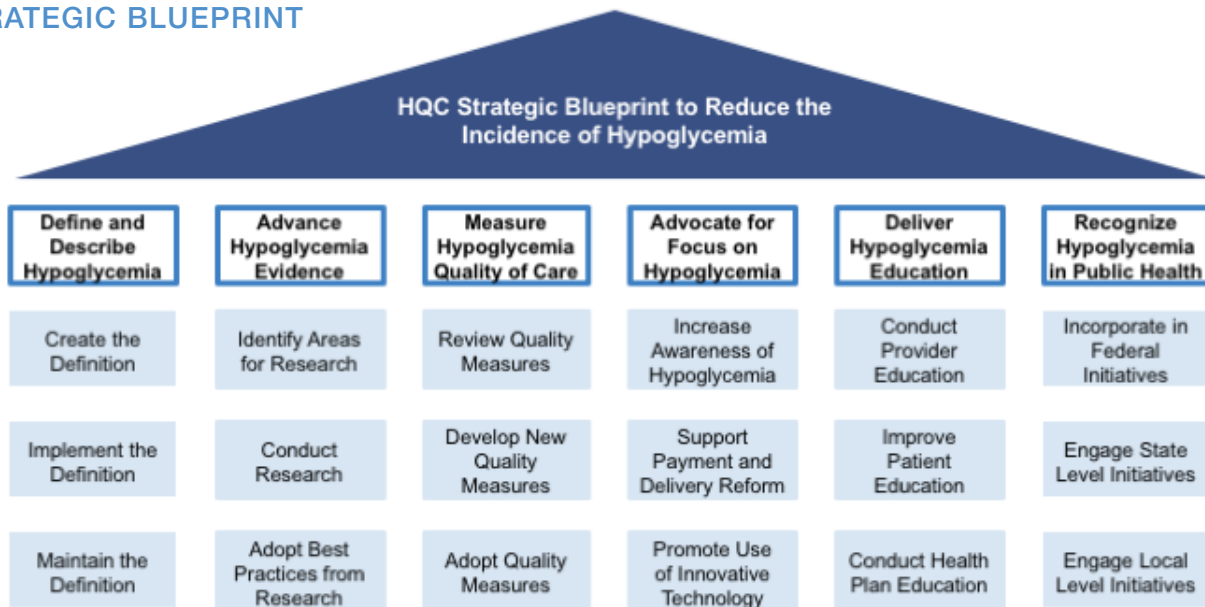 RATEGIC BLUEPRINT
HQC Strategic Blueprint to Reduce the
Incidence of Hypoglycemia
Define and
Describe
Hypoglycemia
Advance
Hypoglycemia
Evidence
Measure
Hypoglycemia
Quality of Care
Advocate for
Focus on
Hypoglycemia
Deliver
Hypoglycemia
Education
Recognize
Hypoglycemia
in Public Health
Create the
Definition
Identify Areas
for Research
Review Quality
Measures
Increase
Awareness of
Hypoglycemia
Conduct
Provider
Education
Incorporate in
Federal
Initiatives
Implement the
Definition
Conduct
Research
Develop New
Quality
Measures
Support
Payment and
Delivery Reform
Improve
Patient
Education
Engage State
Level Initiatives
Maintain the
Definition
Adopt Best
Practices from
Research
Adopt Quality
Measures
Promote Use
of Innovative
Technology
Conduct Health
Plan Education
Engage Local
Level Initiatives